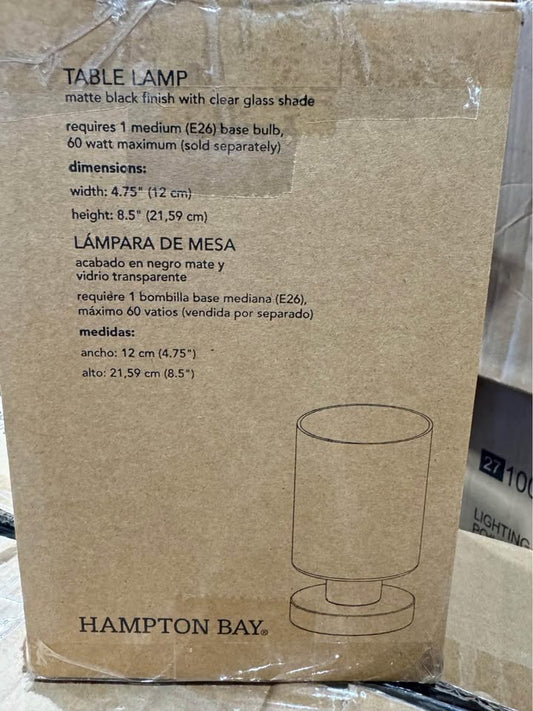 TABLE LAMP
matte black finish with clear glass shade
requires 1 medium (E26) base bulb,
60 watt maximum (sold separately)
dimensions:
width: 4.75" (12 cm)
height: 8.5" (21,59 cm)
LÁMPARA DE MESA
acabado en negro mate y
vidrio transparente
requiere 1 bombilla base mediana (E26),
máximo 60 vatios (vendida por separado)
medidas:
ancho: 12 cm (4.75")
alto: 21,59 cm (8.5")
HAMPTON BAY®
27
LIGHTING